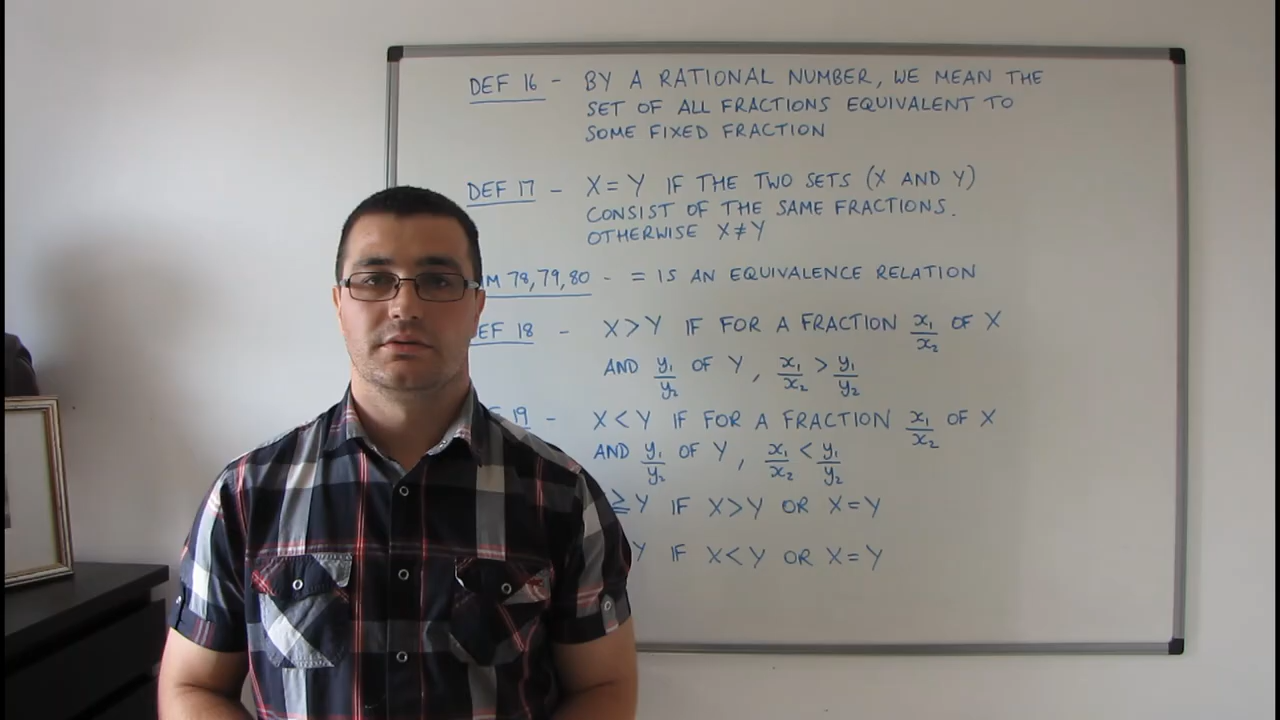 DEF 16 - BY A RATIONAL NUMBER, WE MEAN THE
SET OF ALL FRACTIONS EQUIVALENT TO
SOME FIXED FRACTION
DEF 17 - X = Y IF THE TWO SETS (X AND Y)
CONSIST OF THE SAME FRACTIONS.
OTHERWISE X ≠ Y
M 78,79,80 - = IS AN EQUIVALENCE RELATION
EF 18 - X > Y IF FOR A FRACTION x₁/x₂ OF X
AND y₁/y₂ OF Y, x₁/x₂ > y₁/y₂
19 - X < Y IF FOR A FRACTION x₁/x₂ OF X
AND y₁/y₂ OF Y, x₁/x₂ < y₁/y₂
≧ Y IF X > Y OR X = Y
Y IF X < Y OR X = Y